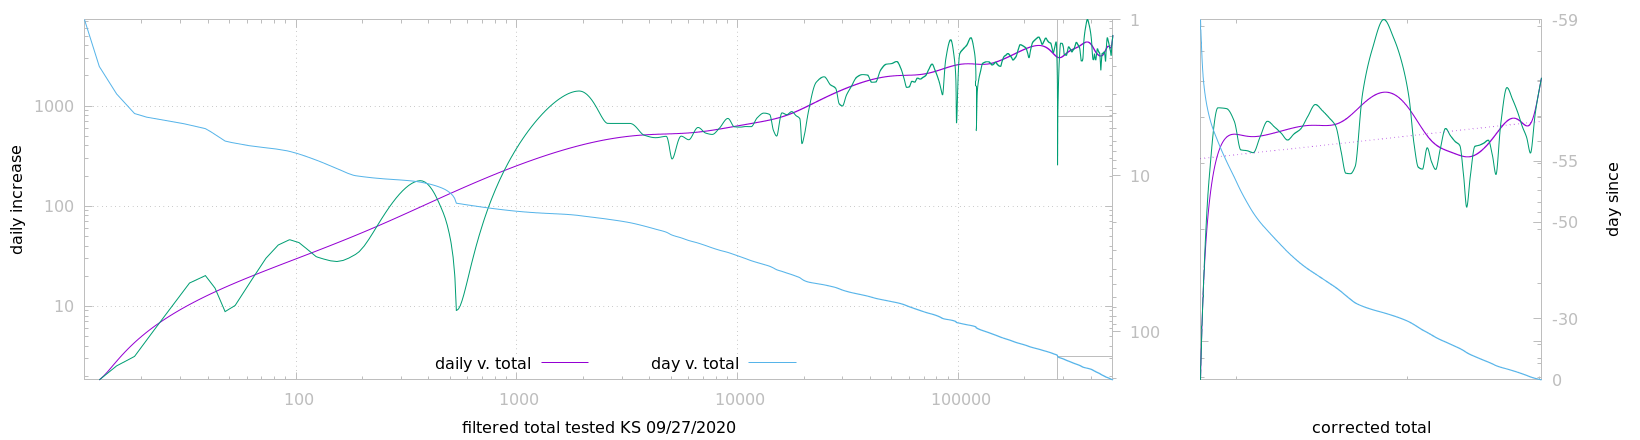 1
-59
1000
daily increase
-55
day since
10
100
-50
10
-30
100
daily v. total
day v. total
0
100
1000
10000
100000
filtered total tested KS 09/27/2020
corrected total